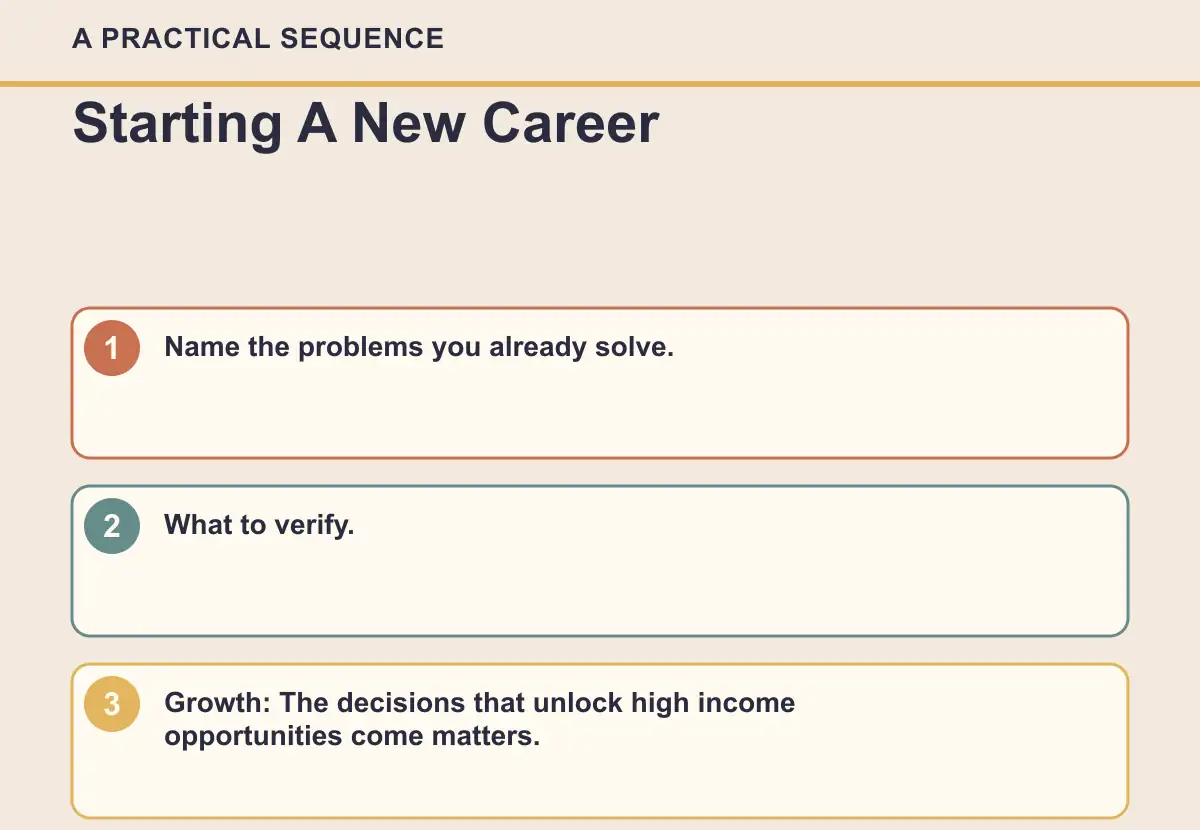 A PRACTICAL SEQUENCE
Starting A New Career
1
Name the problems you already solve.
2
What to verify.
3
Growth: The decisions that unlock high income
opportunities come matters.